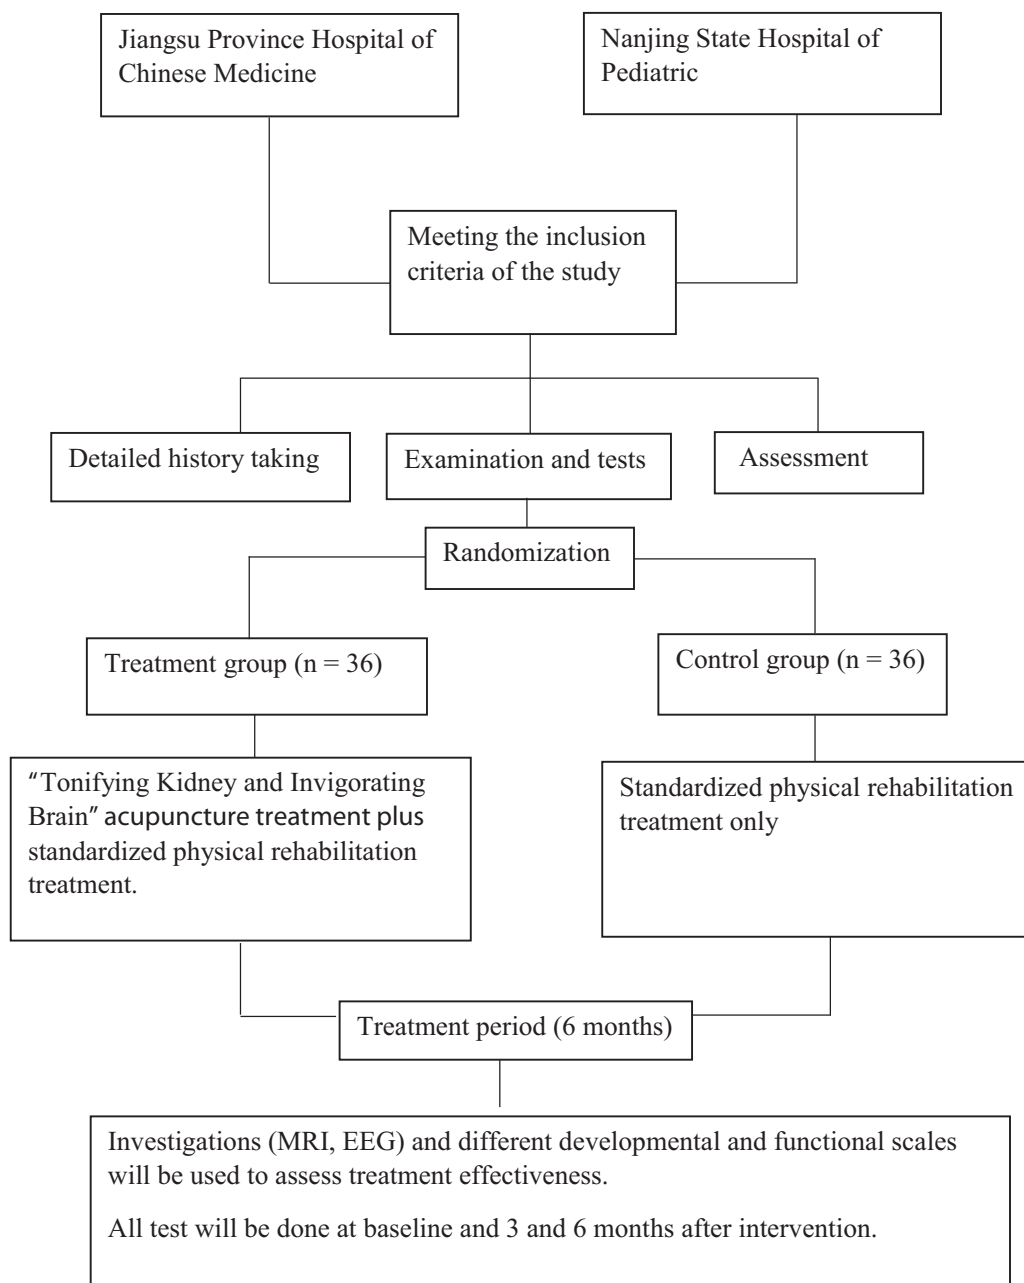 Jiangsu Province Hospital of
Chinese Medicine
Nanjing State Hospital of
Pediatric
Meeting the inclusion
criteria of the study
Detailed history taking
Examination and tests
Assessment
Randomization
Treatment group (n = 36)
Control group (n = 36)
“Tonifying Kidney and Invigorating
Brain” acupuncture treatment plus
standardized physical rehabilitation
treatment.
Standardized physical rehabilitation
treatment only
Treatment period (6 months)
Investigations (MRI, EEG) and different developmental and functional scales
will be used to assess treatment effectiveness.
All test will be done at baseline and 3 and 6 months after intervention.